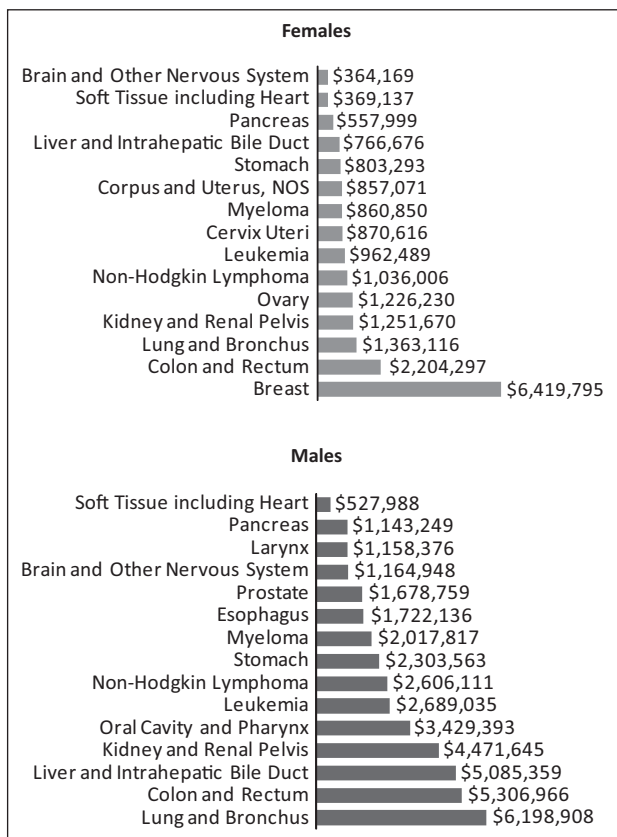 Females
Brain and Other Nervous System $364,169
Soft Tissue including Heart $369,137
Pancreas $557,999
Liver and Intrahepatic Bile Duct $766,676
Stomach $803,293
Corpus and Uterus, NOS $857,071
Myeloma $860,850
Cervix Uteri $870,616
Leukemia $962,489
Non-Hodgkin Lymphoma $1,036,006
Ovary $1,226,230
Kidney and Renal Pelvis $1,251,670
Lung and Bronchus $1,363,116
Colon and Rectum $2,204,297
Breast $6,419,795
Males
Soft Tissue including Heart $527,988
Pancreas $1,143,249
Larynx $1,158,376
Brain and Other Nervous System $1,164,948
Prostate $1,678,759
Esophagus $1,722,136
Myeloma $2,017,817
Stomach $2,303,563
Non-Hodgkin Lymphoma $2,606,111
Leukemia $2,689,035
Oral Cavity and Pharynx $3,429,393
Kidney and Renal Pelvis $4,471,645
Liver and Intrahepatic Bile Duct $5,085,359
Colon and Rectum $5,306,966
Lung and Bronchus $6,198,908